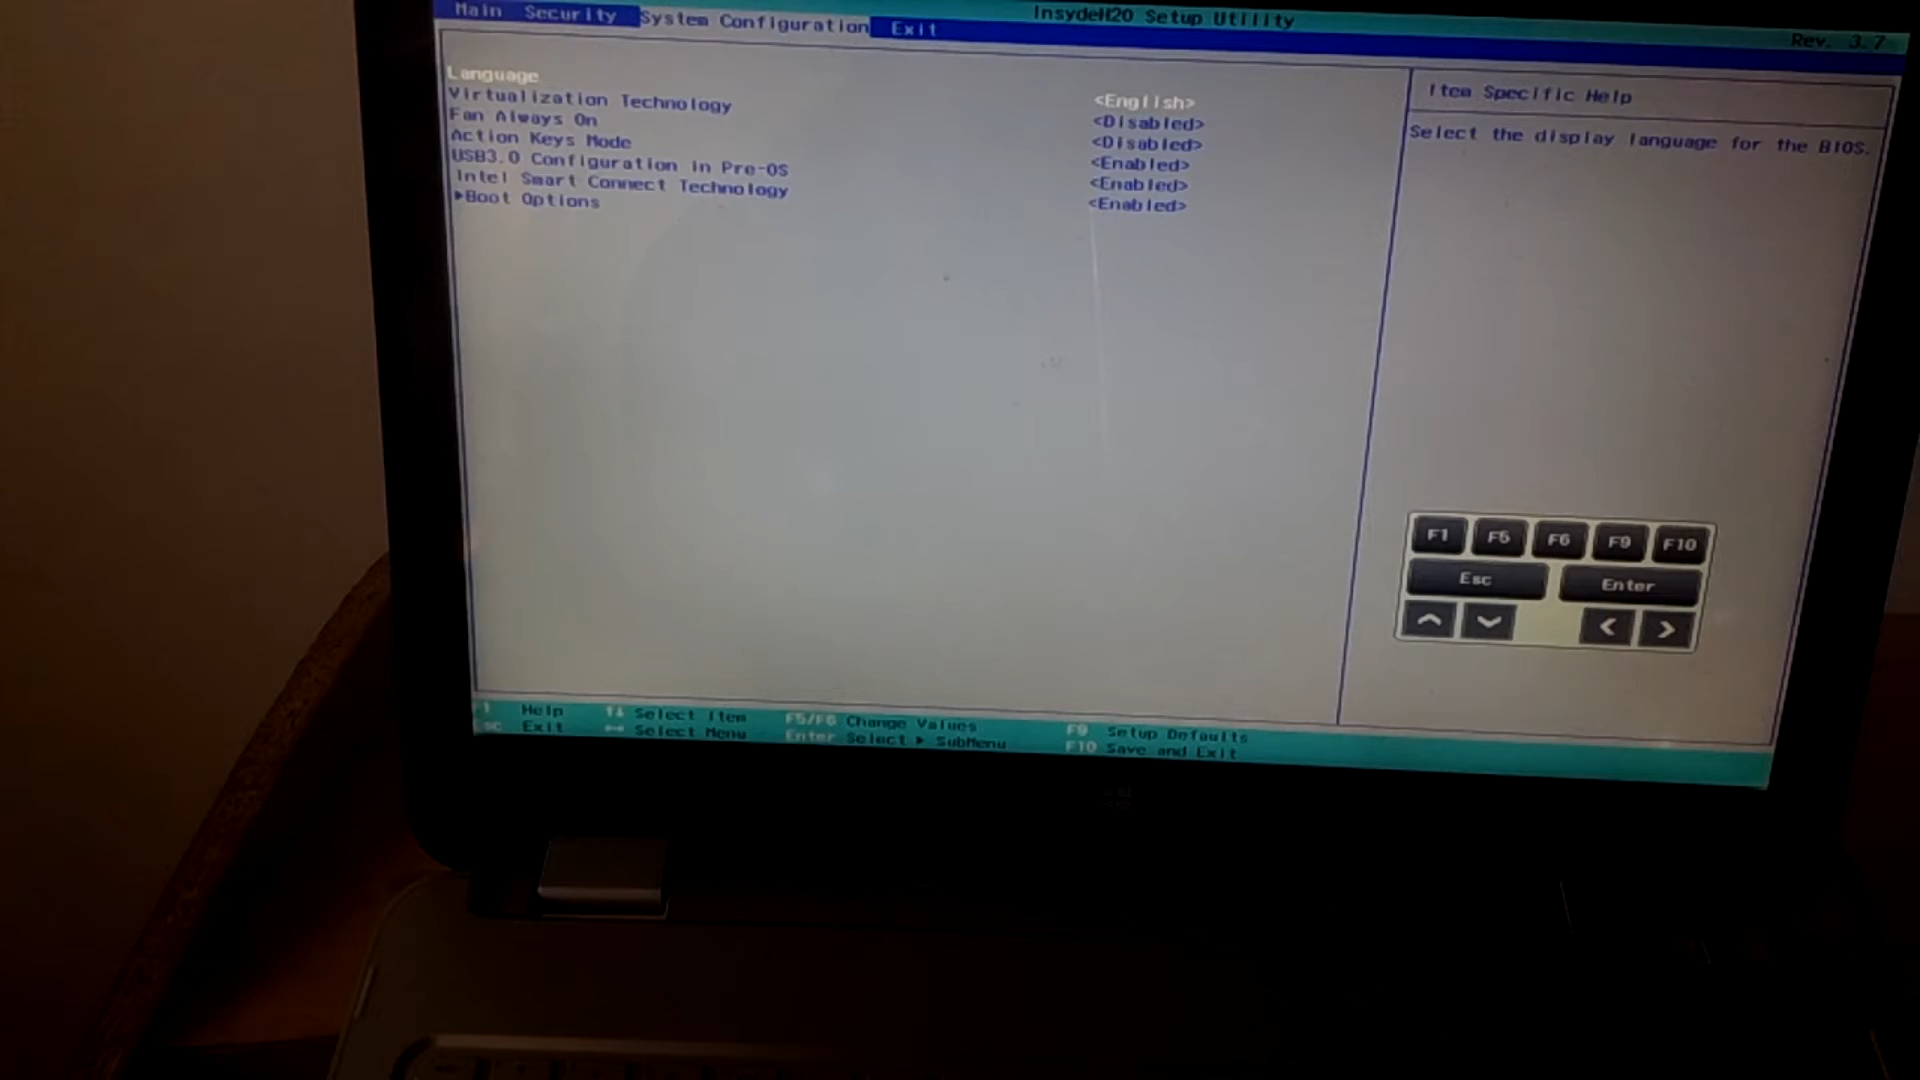 InsydeH20 Setup Utility
Rev. 3.7
Main Security System Configuration Exit
Language <English>
Virtualization Technology <Disabled>
Fan Always On <Disabled>
Action Keys Mode <Enabled>
USB3.0 Configuration in Pre-OS <Enabled>
Intel Smart Connect Technology <Enabled>
▶Boot Options
Item Specific Help
Select the display language for the BIOS.
F1 F5 F6 F9 F10
Esc Enter
Help ↑↓ Select Item F5/F6 Change Values F9 Setup Defaults
Esc Exit ↔ Select Menu Enter Select ▶ SubMenu F10 Save and Exit